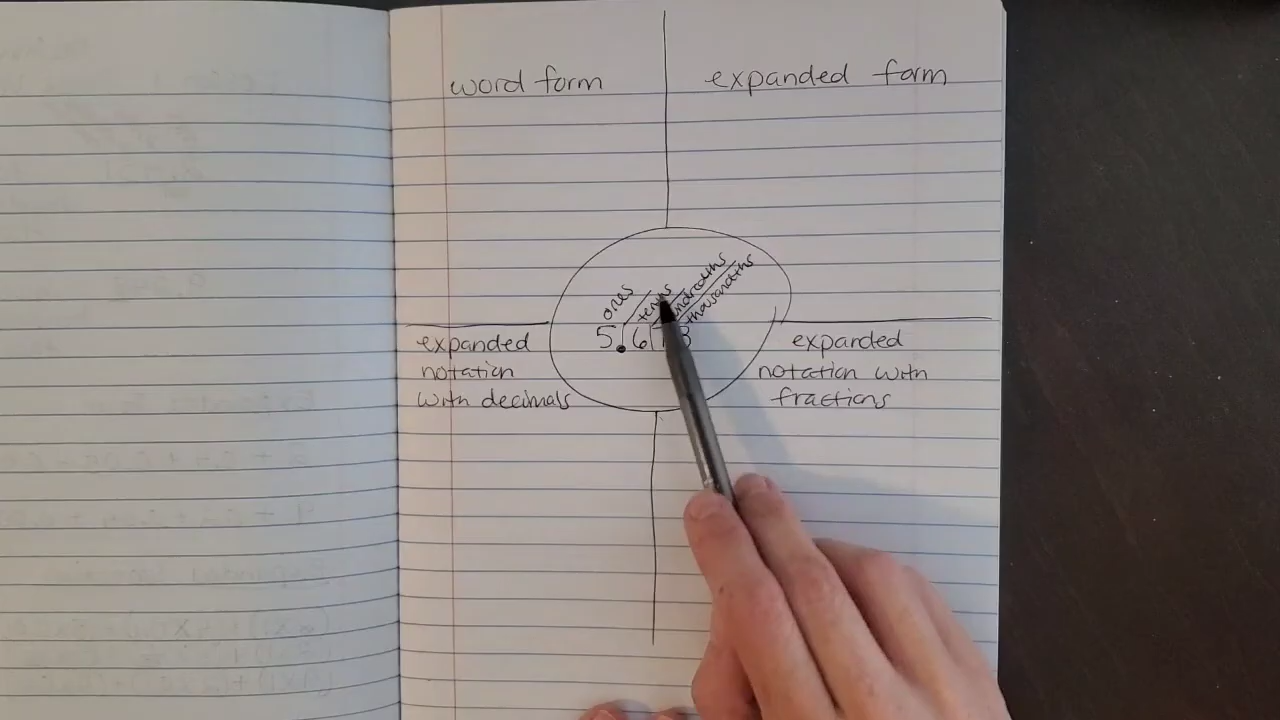 word form
expanded form
ones
tenths
hundredths
thousandths
5.6
expanded
notation
with decimals
expanded
notation with
fractions